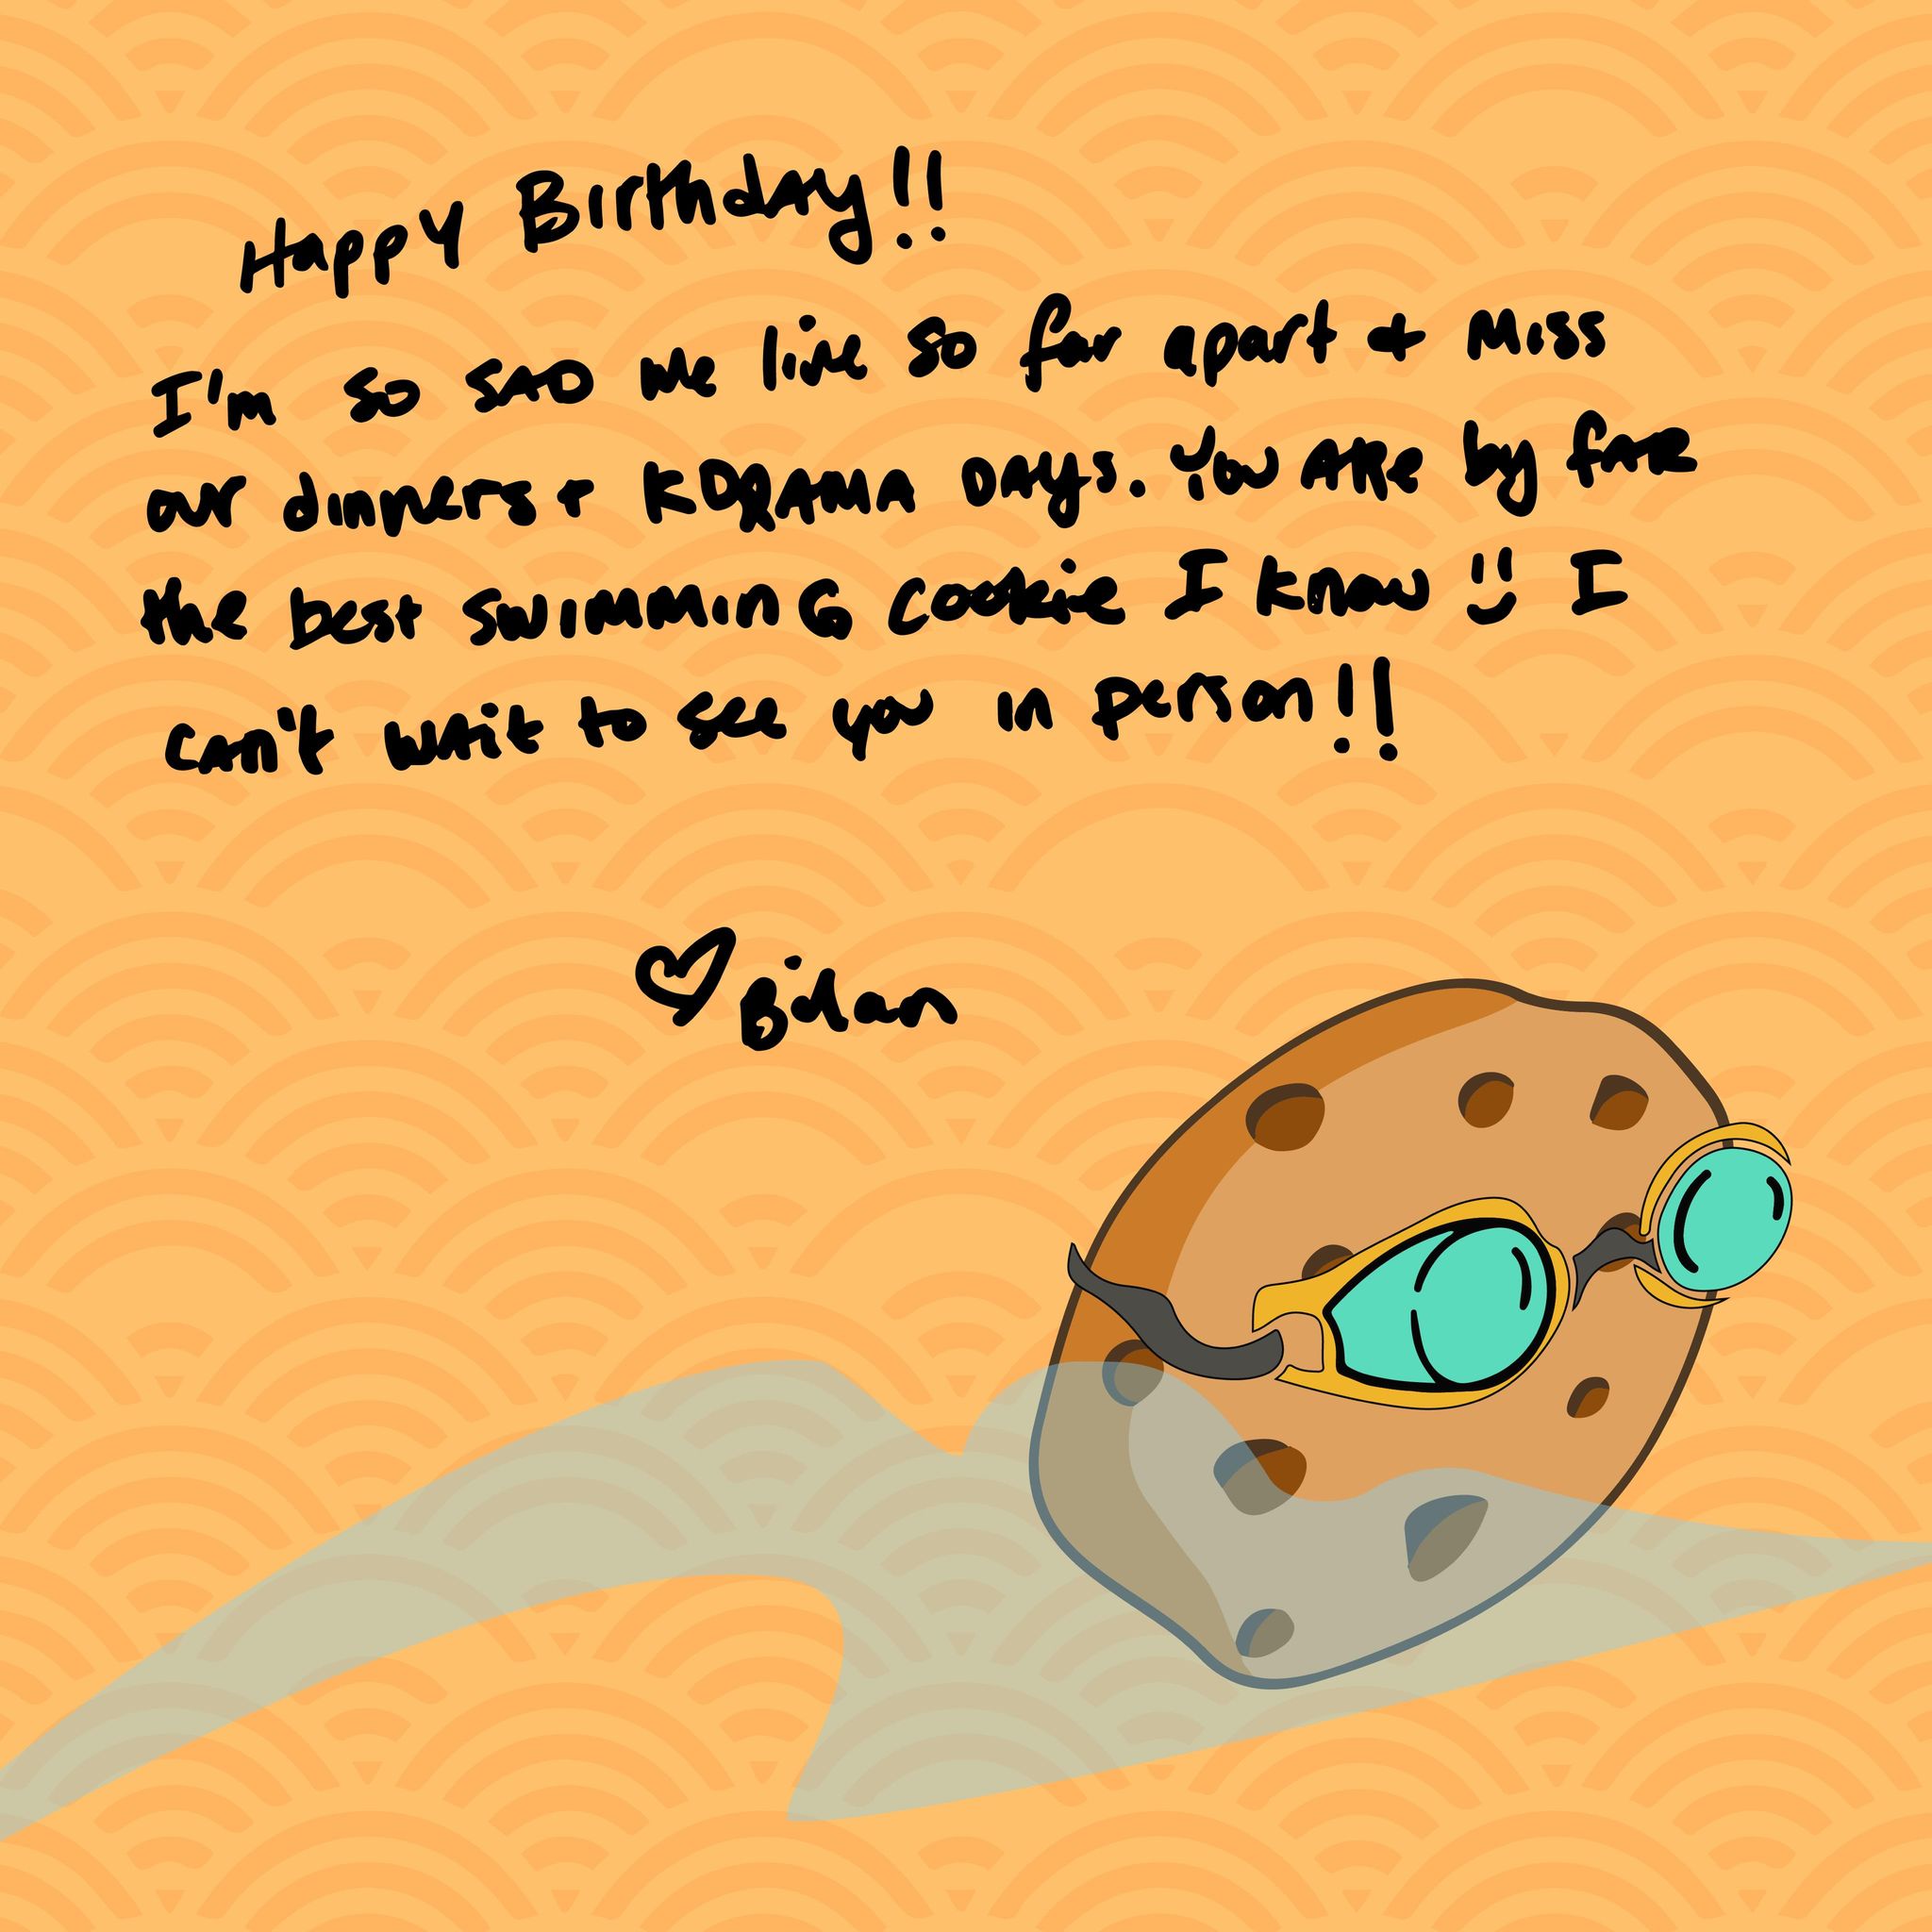 Happy Birthday!!
I'm so SAD we live so far apart + Miss
our dinners + KDRAMA DAYS. You ARE by far
the best swimming cookie I know :) I
can't wait to see you in person!!
♡